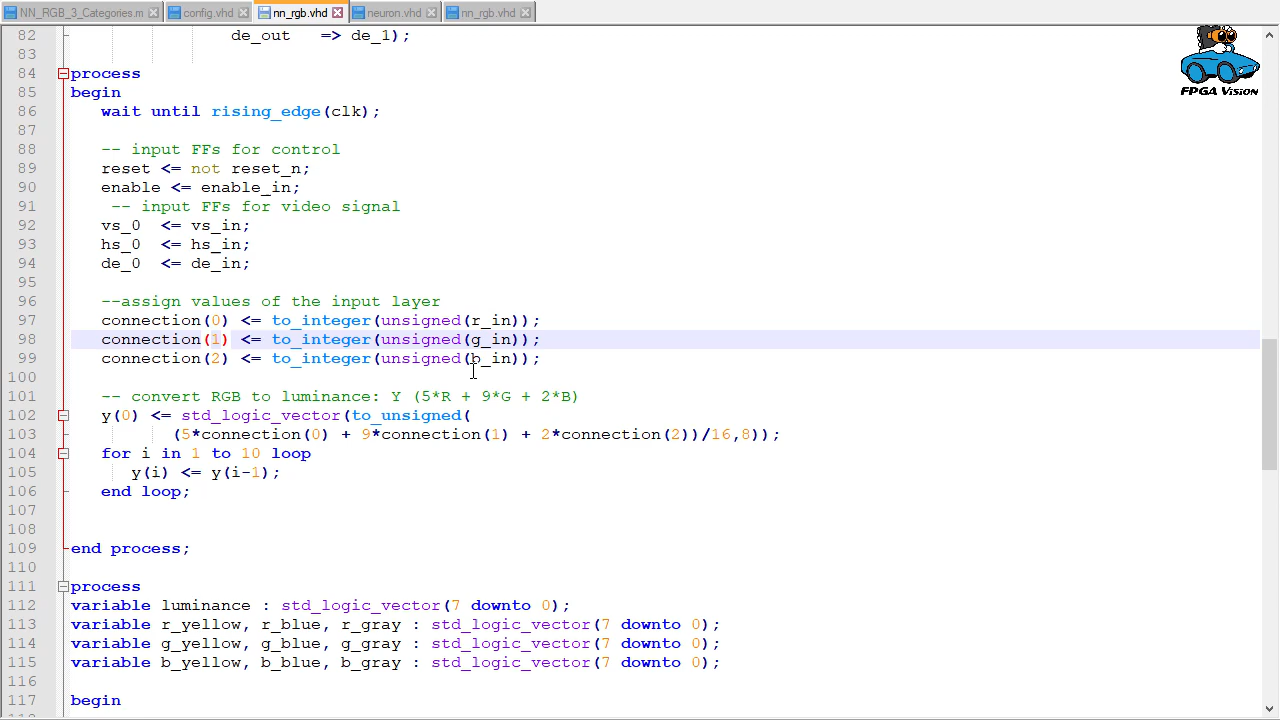 NN_RGB_3_Categories.m config.vhd nn_rgb.vhd neuron.vhd nn_rgb.vhd
82 de_out => de_1);
83
84 process
85 begin
86 wait until rising_edge(clk);
87
88 -- input FFs for control
89 reset <= not reset_n;
90 enable <= enable_in;
91 -- input FFs for video signal
92 vs_0 <= vs_in;
93 hs_0 <= hs_in;
94 de_0 <= de_in;
95
96 --assign values of the input layer
97 connection(0) <= to_integer(unsigned(r_in));
98 connection(1) <= to_integer(unsigned(g_in));
99 connection(2) <= to_integer(unsigned(b_in));
100
101 -- convert RGB to luminance: Y (5*R + 9*G + 2*B)
102 y(0) <= std_logic_vector(to_unsigned(
103 (5*connection(0) + 9*connection(1) + 2*connection(2))/16,8));
104 for i in 1 to 10 loop
105 y(i) <= y(i-1);
106 end loop;
107
108
109 end process;
110
111 process
112 variable luminance : std_logic_vector(7 downto 0);
113 variable r_yellow, r_blue, r_gray : std_logic_vector(7 downto 0);
114 variable g_yellow, g_blue, g_gray : std_logic_vector(7 downto 0);
115 variable b_yellow, b_blue, b_gray : std_logic_vector(7 downto 0);
116
117 begin
FPGA Vision